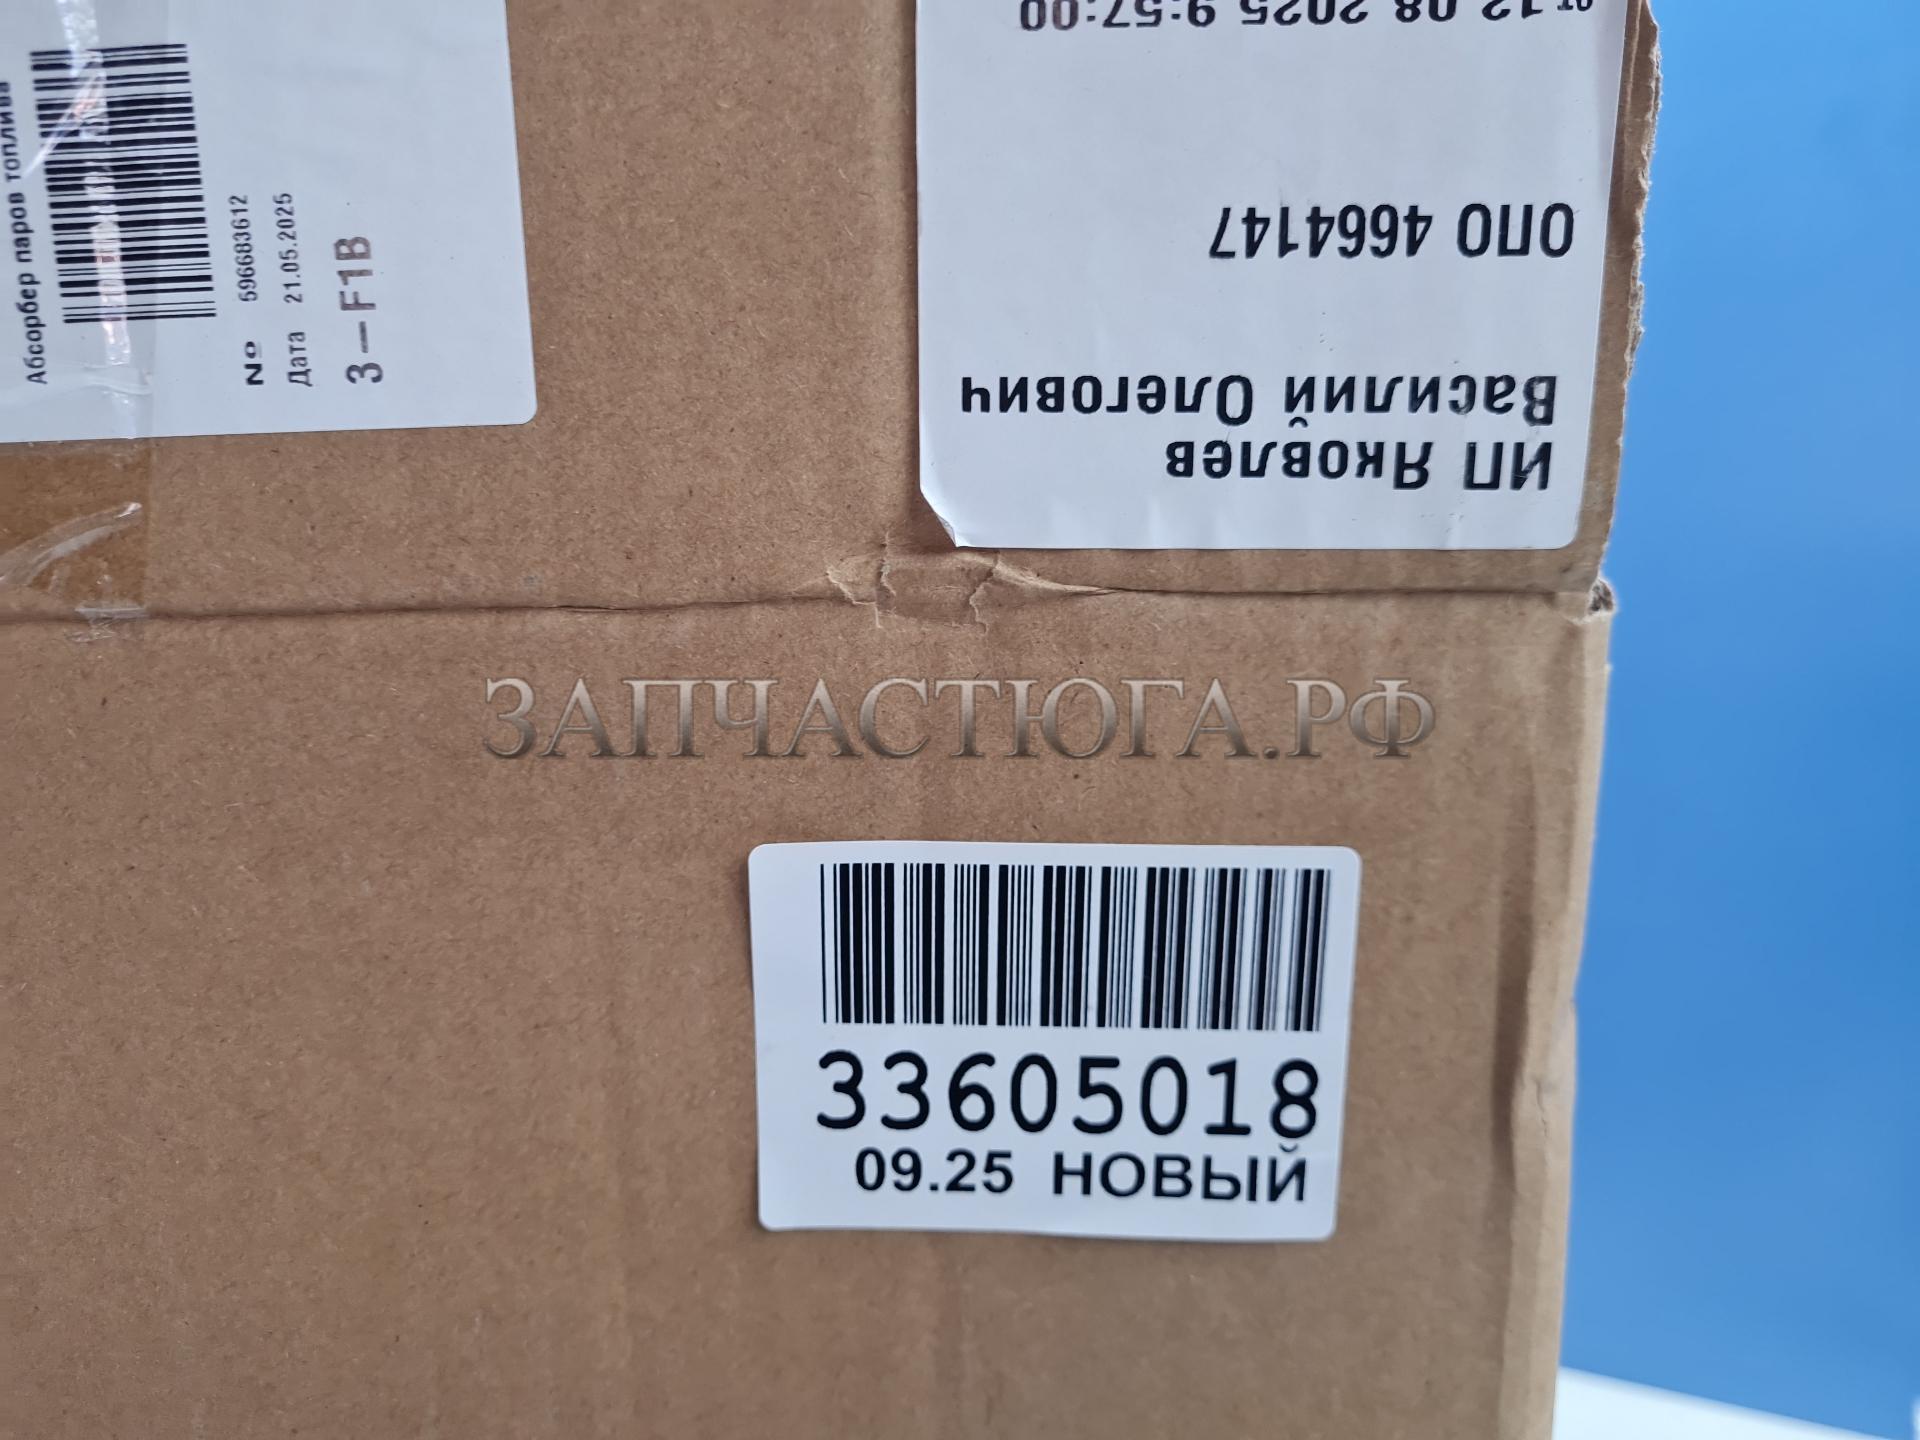 Абсорбер паров топлива
№ 596683612
Дата 21.05.2025
3-F1B
ИП Яковлев
Василий Олегович
ОПО 4664147
от 12.08.2025 9:57:00
ЗАПЧАСТЮГА.РФ
33605018
09.25 НОВЫЙ